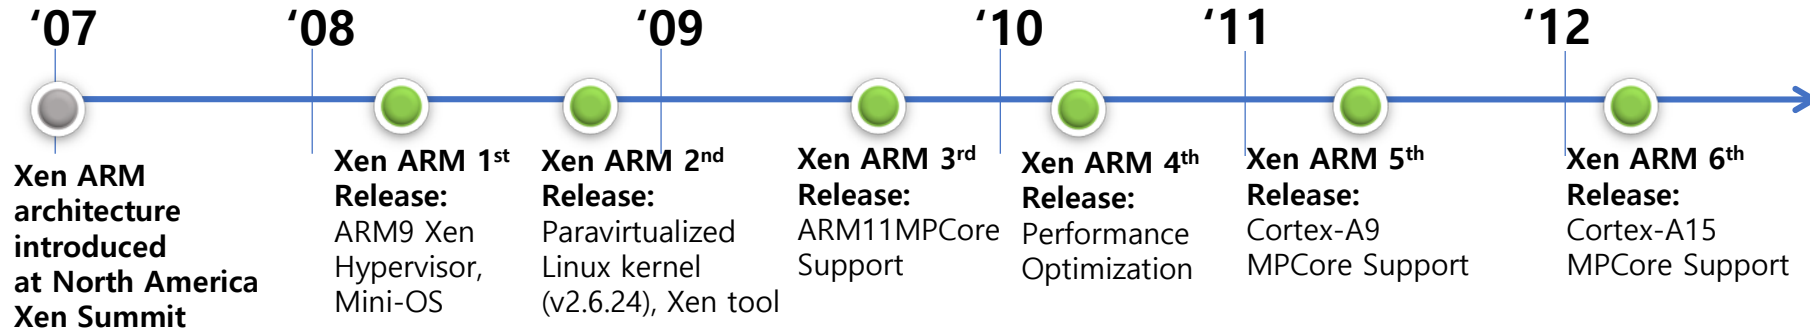 ‘07
‘08
‘09
‘10
‘11
‘12
Xen ARM
architecture
introduced
at North America
Xen Summit
Xen ARM 1st
Release:
ARM9 Xen
Hypervisor,
Mini-OS
Xen ARM 2nd
Release:
Paravirtualized
Linux kernel
(v2.6.24), Xen tool
Xen ARM 3rd
Release:
ARM11MPCore
Support
Xen ARM 4th
Release:
Performance
Optimization
Xen ARM 5th
Release:
Cortex-A9
MPCore Support
Xen ARM 6th
Release:
Cortex-A15
MPCore Support